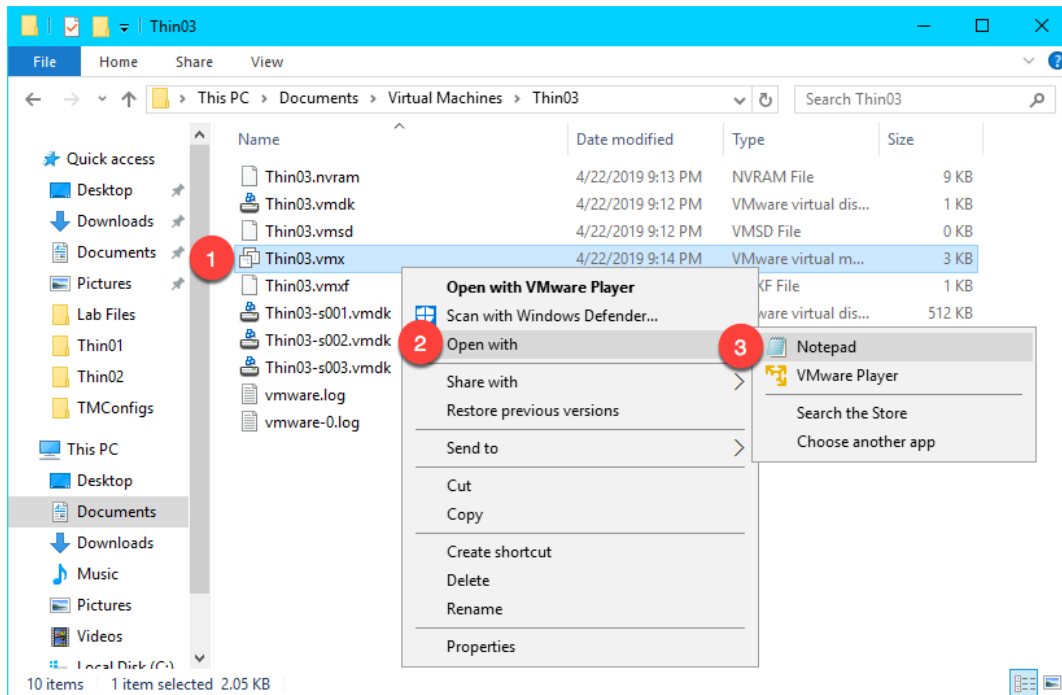 Thin03
File Home Share View
This PC > Documents > Virtual Machines > Thin03
Search Thin03
Name Date modified Type Size
Quick access
Desktop
Downloads
Documents
Pictures
Lab Files
Thin01
Thin02
TMConfigs
This PC
Desktop
Documents
Downloads
Music
Pictures
Videos
Local Disk (C:)
Thin03.nvram 4/22/2019 9:13 PM NVRAM File 9 KB
Thin03.vmdk 4/22/2019 9:12 PM VMware virtual dis... 1 KB
Thin03.vmsd 4/22/2019 9:12 PM VMSD File 0 KB
1 Thin03.vmx 4/22/2019 9:14 PM VMware virtual m... 3 KB
Thin03.vmxf XF File 1 KB
Thin03-s001.vmdk ware virtual dis... 512 KB
Thin03-s002.vmdk
Thin03-s003.vmdk
vmware.log
vmware-0.log
Open with VMware Player
Scan with Windows Defender...
2 Open with
Share with
Restore previous versions
Send to
Cut
Copy
Create shortcut
Delete
Rename
Properties
3 Notepad
VMware Player
Search the Store
Choose another app
10 items 1 item selected 2.05 KB